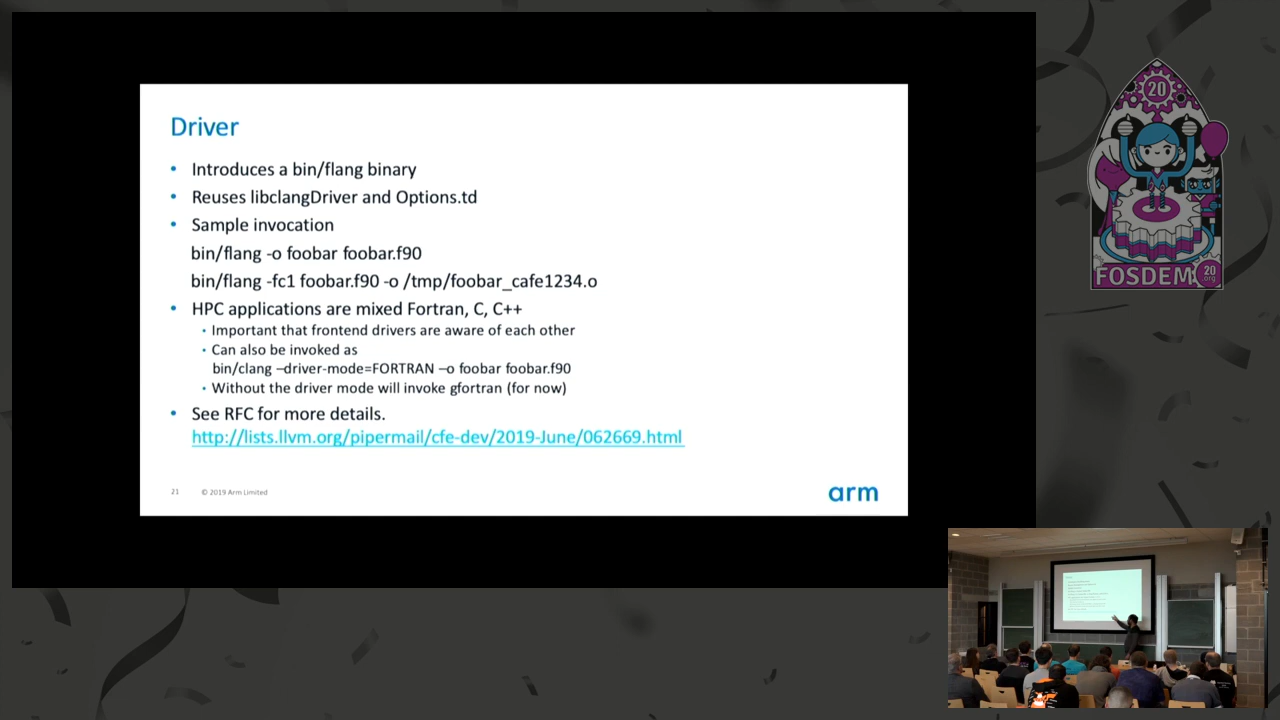 Driver
• Introduces a bin/flang binary
• Reuses libclangDriver and Options.td
• Sample invocation
bin/flang -o foobar foobar.f90
bin/flang -fc1 foobar.f90 -o /tmp/foobar_cafe1234.o
• HPC applications are mixed Fortran, C, C++
• Important that frontend drivers are aware of each other
• Can also be invoked as
bin/clang –driver-mode=FORTRAN –o foobar foobar.f90
• Without the driver mode will invoke gfortran (for now)
• See RFC for more details.
http://lists.llvm.org/pipermail/cfe-dev/2019-June/062669.html
21 © 2019 Arm Limited
arm
20
FOSDEM
20
.org